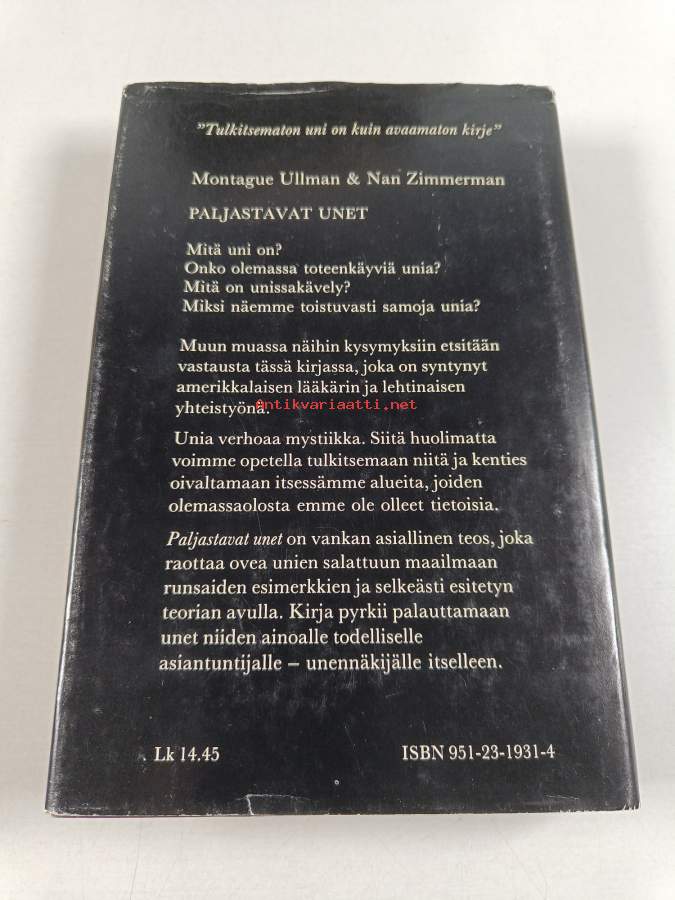 "Tulkitsematon uni on kuin avaamaton kirje"
Montague Ullman & Nan Zimmerman
PALJASTAVAT UNET
Mitä uni on?
Onko olemassa toteenkäyviä unia?
Mitä on unissakävely?
Miksi näemme toistuvasti samoja unia?
Muun muassa näihin kysymyksiin etsitään
vastausta tässä kirjassa, joka on syntynyt
amerikkalaisen lääkärin ja lehtinaisen
yhteistyönä.
Antikvariaatti.net
Unia verhoaa mystiikka. Siitä huolimatta
voimme opetella tulkitsemaan niitä ja kenties
oivaltamaan itsessämme alueita, joiden
olemassaolosta emme ole olleet tietoisia.
Paljastavat unet on vankan asiallinen teos, joka
raottaa ovea unien salattuun maailmaan
runsaiden esimerkkien ja selkeästi esitetyn
teorian avulla. Kirja pyrkii palauttamaan
unet niiden ainoalle todelliselle
asiantuntijalle – unennäkijälle itselleen.
Lk 14.45
ISBN 951-23-1931-4